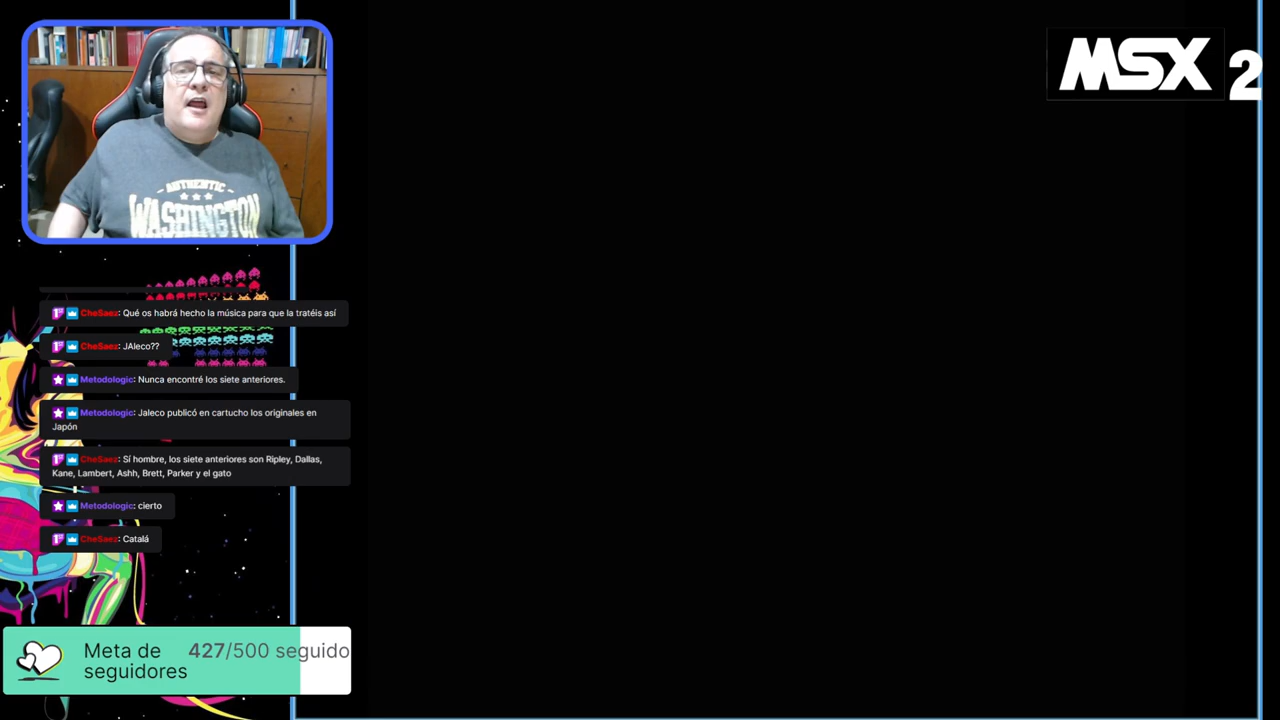 MSX 2
AUTHENTIC
WASHINGTON
CheSaez: Qué os habrá hecho la música para que la tratéis así
CheSaez: JAleco??
Metodologic: Nunca encontré los siete anteriores.
Metodologic: Jaleco publicó en cartucho los originales en
Japón
CheSaez: Sí hombre, los siete anteriores son Ripley, Dallas,
Kane, Lambert, Ashh, Brett, Parker y el gato
Metodologic: cierto
CheSaez: Catalá
Meta de
seguidores
427/500 seguido